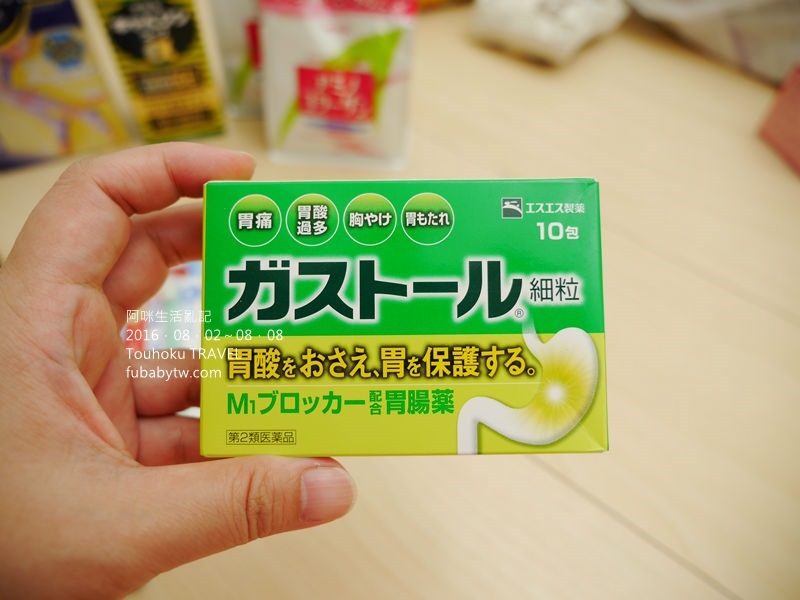 胃痛
胃酸過多
胸やけ
胃もたれ
エスエス製薬
10包
ガストール®細粒
胃酸をおさえ、胃を保護する。
M1ブロッカー配合胃腸薬
第2類医薬品
阿咪生活亂記
2016‧08‧02~08‧08
Touhoku TRAVEL
fubabytw.com